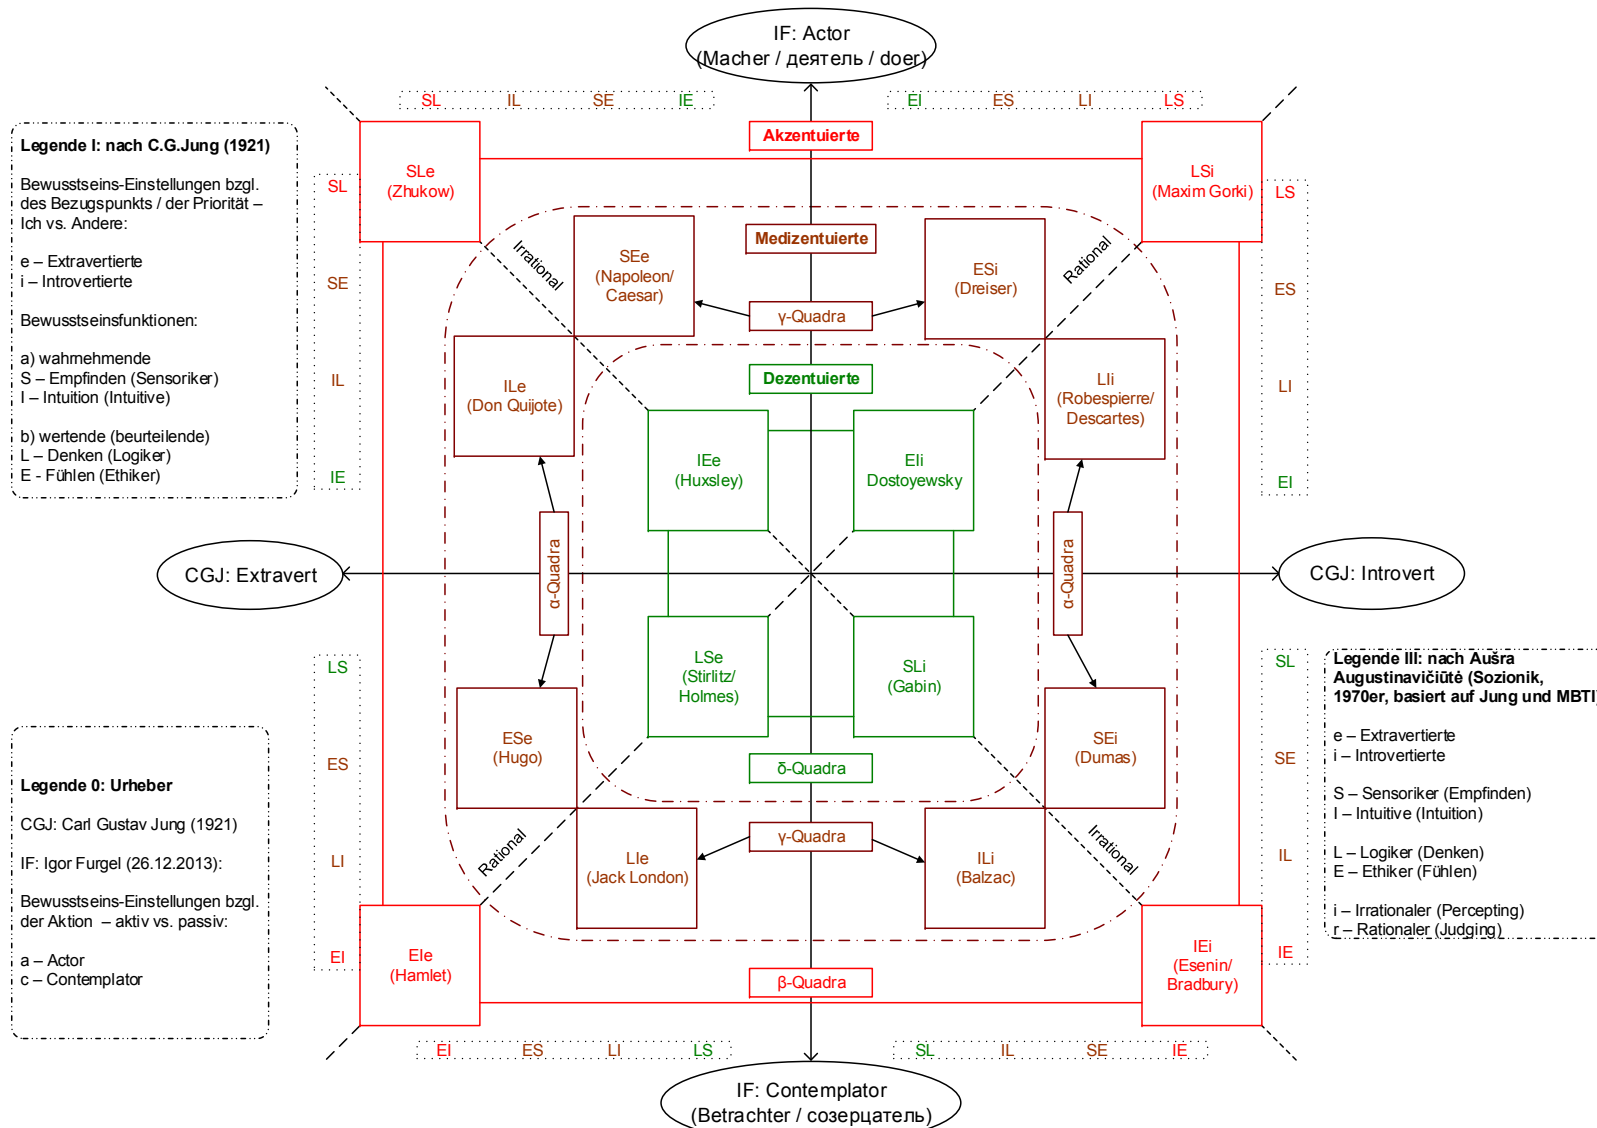 IF: Actor
(Macher / деятель / doer)
SL IL SE IE
EI ES LI LS
Legende I: nach C.G.Jung (1921)
Bewusstseins-Einstellungen bzgl.
des Bezugspunkts / der Priorität –
Ich vs. Andere:
e – Extravertierte
i – Introvertierte
Bewusstseinsfunktionen:
a) wahrnehmende
S – Empfinden (Sensoriker)
I – Intuition (Intuitive)
b) wertende (beurteilende)
L – Denken (Logiker)
E - Fühlen (Ethiker)
SL
SE
IL
IE
SLe
(Zhukow)
Akzentuierte
LSi
(Maxim Gorki)
LS
ES
LI
EI
Irrational
SEe
(Napoleon/
Caesar)
Medizentuierte
ESi
(Dreiser)
Rational
γ-Quadra
ILe
(Don Quijote)
Dezentuierte
LIi
(Robespierre/
Descartes)
IEe
(Huxsley)
EIi
Dostoyewsky
α-Quadra
α-Quadra
CGJ: Extravert
CGJ: Introvert
LS
ES
LI
EI
LSe
(Stirlitz/
Holmes)
SLi
(Gabin)
ESe
(Hugo)
SEi
(Dumas)
δ-Quadra
Rational
LIe
(Jack London)
γ-Quadra
ILi
(Balzac)
Irrational
EIe
(Hamlet)
β-Quadra
IEi
(Esenin/
Bradbury)
SL
SE
IL
IE
Legende III: nach Aušra
Augustinavičiūtė (Sozionik,
1970er, basiert auf Jung und MBTI)
e – Extravertierte
i – Introvertierte
S – Sensoriker (Empfinden)
I – Intuitive (Intuition)
L – Logiker (Denken)
E – Ethiker (Fühlen)
i – Irrationaler (Percepting)
r – Rationaler (Judging)
Legende 0: Urheber
CGJ: Carl Gustav Jung (1921)
IF: Igor Furgel (26.12.2013):
Bewusstseins-Einstellungen bzgl.
der Aktion – aktiv vs. passiv:
a – Actor
c – Contemplator
EI ES LI LS
SL IL SE IE
IF: Contemplator
(Betrachter / созерцатель)